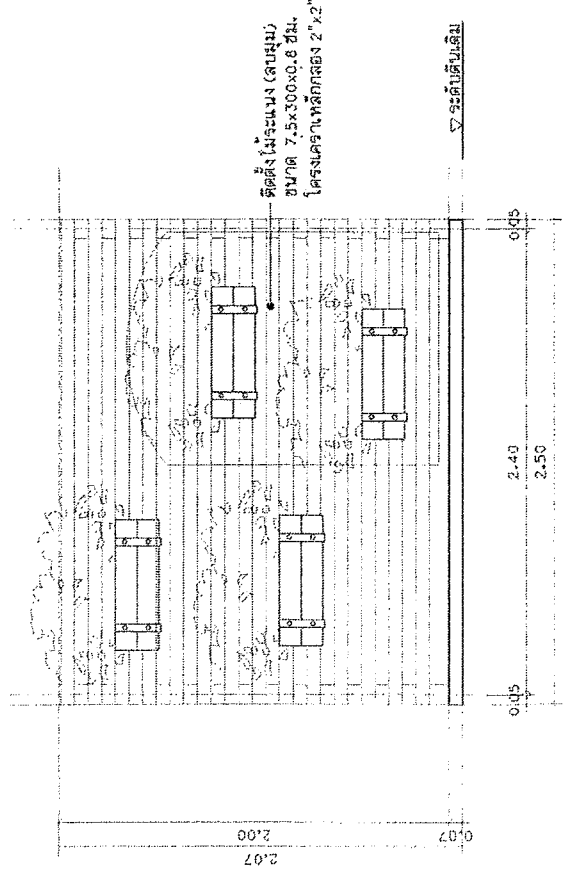 ติดตั้งไม้ระแนง (ลบมุม)
ขนาด 7.5x300x0.8 ซม.
โครงเคราเหล็กกล่อง 2"x2"
ระดับดินเดิม
0.05
2.40
0.05
2.50
2.00
0.07
2.07